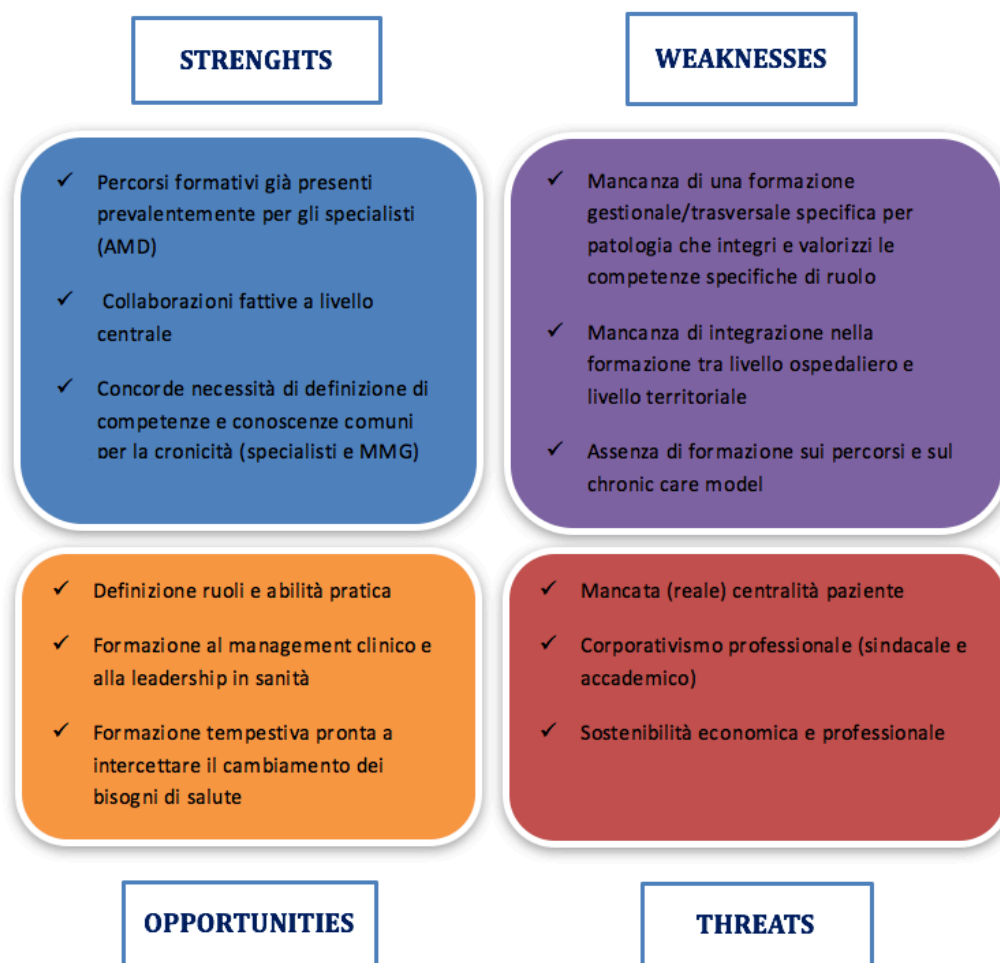 STRENGHTS
WEAKNESSES
✓ Percorsi formativi già presenti
prevalentemente per gli specialisti
(AMD)
✓ Collaborazioni fattive a livello
centrale
✓ Concorde necessità di definizione di
competenze e conoscenze comuni
per la cronicità (specialisti e MMG)
✓ Mancanza di una formazione
gestionale/trasversale specifica per
patologia che integri e valorizzi le
competenze specifiche di ruolo
✓ Mancanza di integrazione nella
formazione tra livello ospedaliero e
livello territoriale
✓ Assenza di formazione sui percorsi e sul
chronic care model
✓ Definizione ruoli e abilità pratica
✓ Formazione al management clinico e
alla leadership in sanità
✓ Formazione tempestiva pronta a
intercettare il cambiamento dei
bisogni di salute
✓ Mancata (reale) centralità paziente
✓ Corporativismo professionale (sindacale e
accademico)
✓ Sostenibilità economica e professionale
OPPORTUNITIES
THREATS